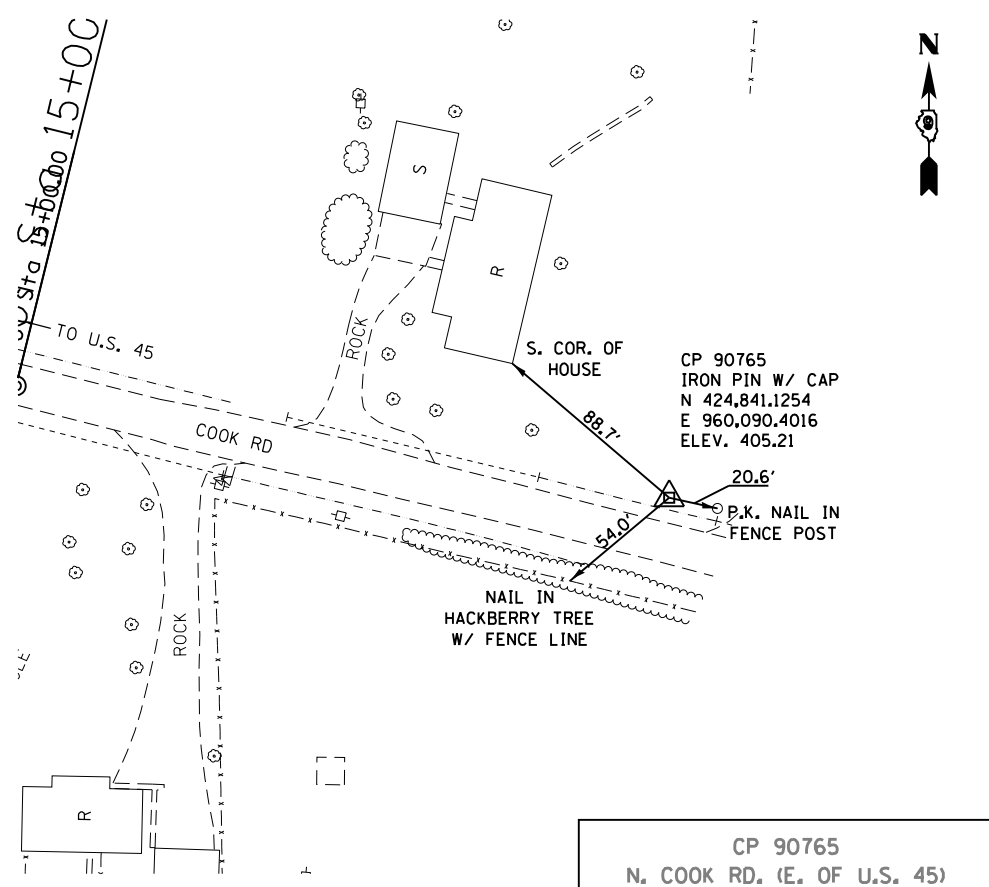 Sta 15+00
Sta 15+00.00
N
S
R
TO U.S. 45
ROCK
S. COR. OF
HOUSE
CP 90765
IRON PIN W/ CAP
N 424,841.1254
E 960,090.4016
ELEV. 405.21
88.7'
COOK RD
20.6'
P.K. NAIL IN
FENCE POST
54.0'
NAIL IN
HACKBERRY TREE
W/ FENCE LINE
ROCK
R
CP 90765
N. COOK RD. (E. OF U.S. 45)